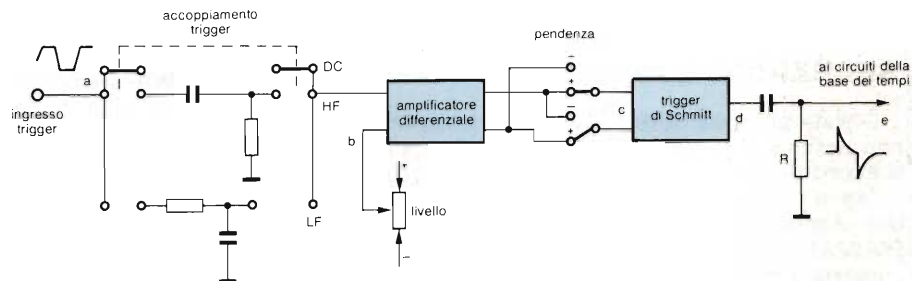 accoppiamento
trigger
pendenza
a
DC
ai circuiti della
base dei tempi
ingresso
trigger
HF
amplificatore
differenziale
–
+
–
+
c
trigger
di Schmitt
d
e
b
R
+
livello
–
LF